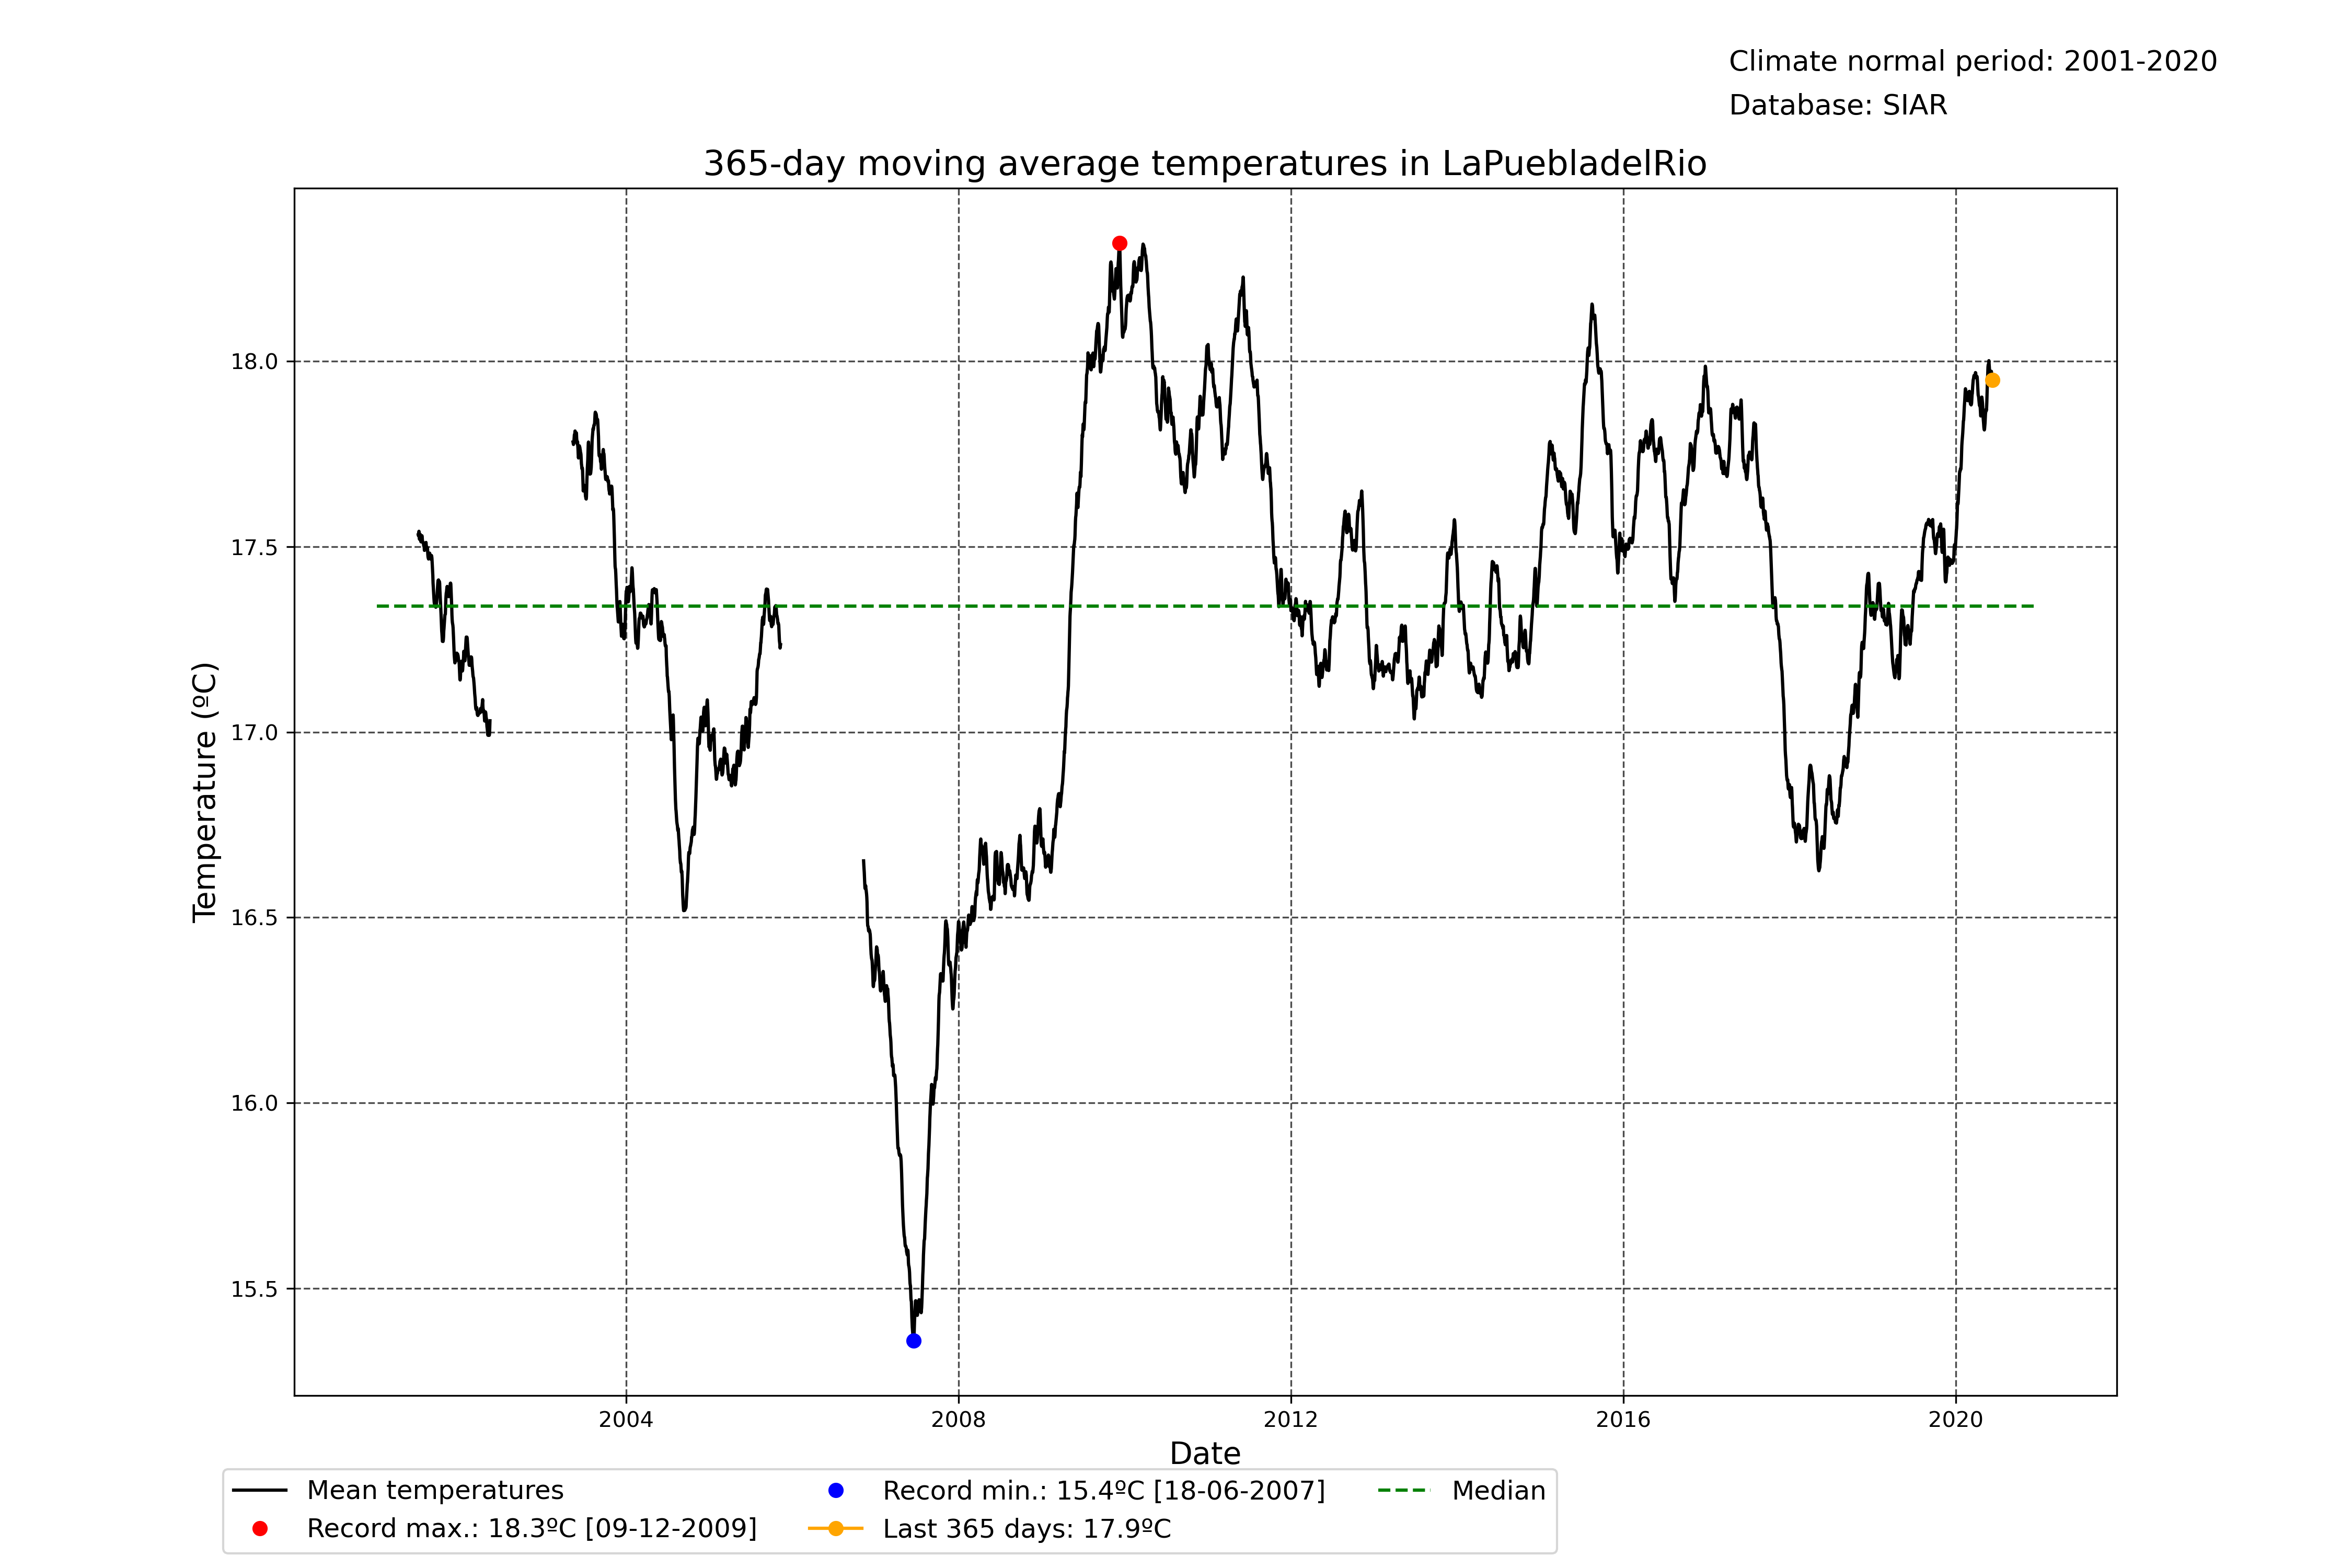 Climate normal period: 2001-2020
Database: SIAR
365-day moving average temperatures in LaPuebladelRio
18.0
17.5
17.0
16.5
16.0
15.5
Temperature (ºC)
2004 2008 2012 2016 2020
Date
Mean temperatures
Record max.: 18.3ºC [09-12-2009]
Record min.: 15.4ºC [18-06-2007]
Last 365 days: 17.9ºC
Median